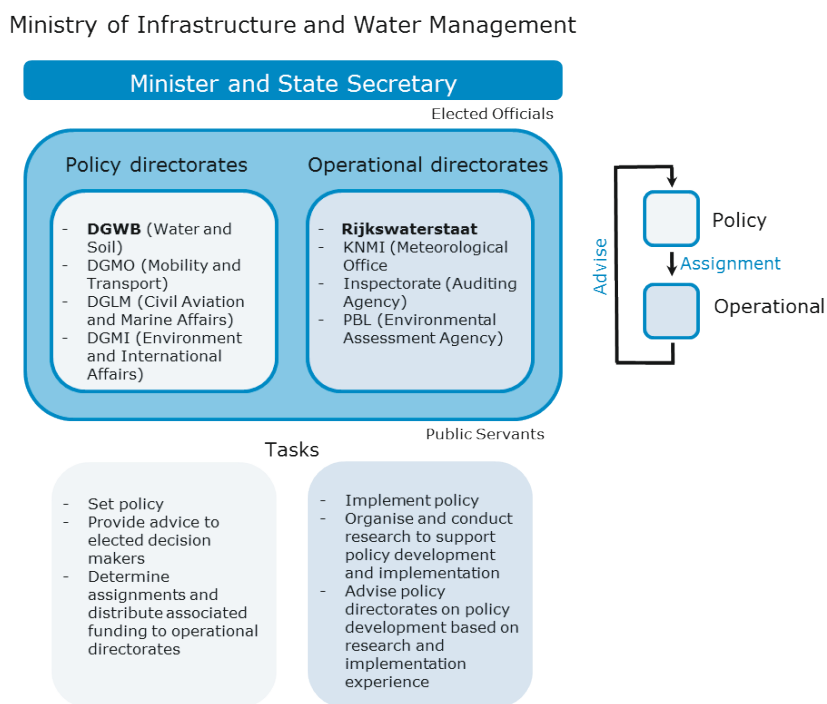 Ministry of Infrastructure and Water Management
Minister and State Secretary
Elected Officials
Policy directorates
- DGWB (Water and
Soil)
- DGMO (Mobility and
Transport)
- DGLM (Civil Aviation
and Marine Affairs)
- DGMI (Environment
and International
Affairs)
Operational directorates
- Rijkswaterstaat
- KNMI (Meteorological
Office
- Inspectorate (Auditing
Agency)
- PBL (Environmental
Assessment Agency)
Public Servants
Advise
Policy
Assignment
Operational
Tasks
- Set policy
- Provide advice to
elected decision
makers
- Determine
assignments and
distribute associated
funding to operational
directorates
- Implement policy
- Organise and conduct
research to support
policy development
and implementation
- Advise policy
directorates on policy
development based on
research and
implementation
experience